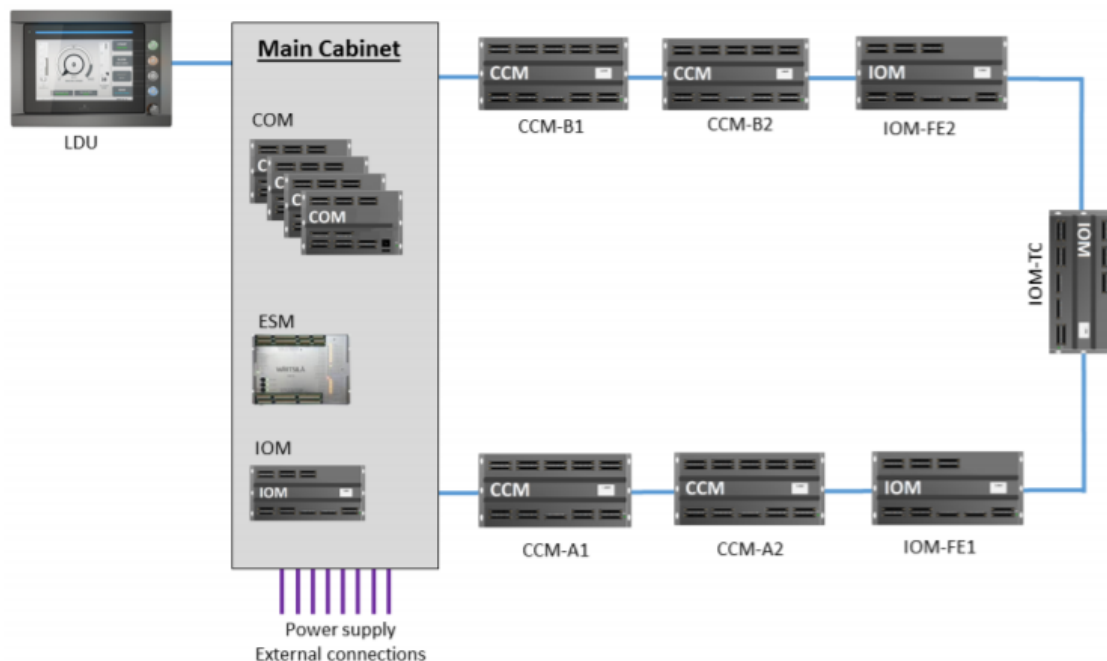 Main Cabinet
LDU
COM
C
C
C
COM
ESM
WÄRTSILÄ
IOM
IOM
Power supply
External connections
CCM
CCM-B1
CCM
CCM-B2
IOM
IOM-FE2
IOM
IOM-TC
CCM
CCM-A1
CCM
CCM-A2
IOM
IOM-FE1